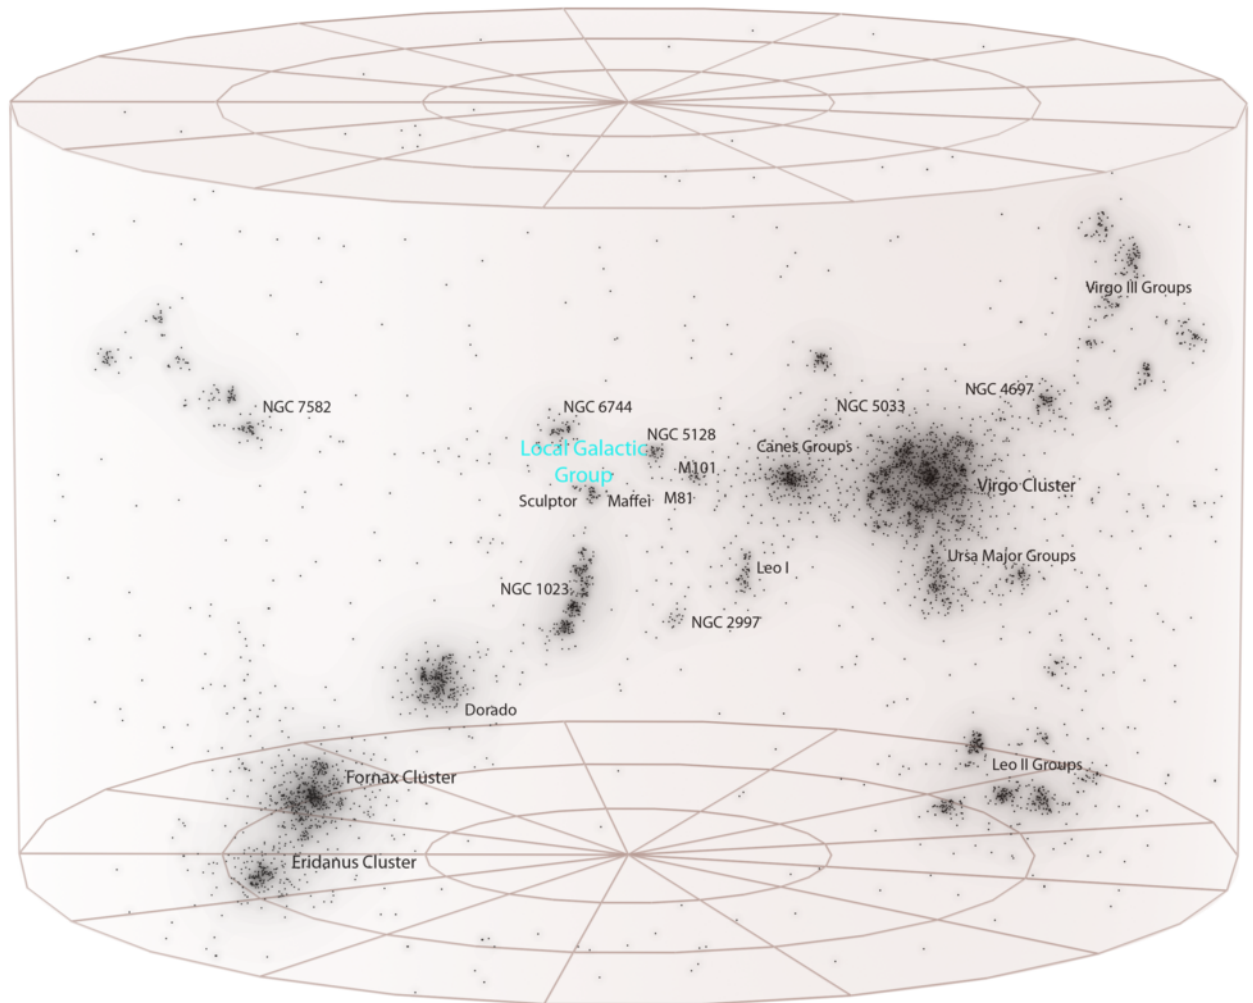 Virgo III Groups
NGC 4697
NGC 7582
NGC 6744
NGC 5033
NGC 5128
Canes Groups
Local Galactic
Group
M101
Virgo Cluster
Sculptor
Maffei
M81
Ursa Major Groups
Leo I
NGC 1023
NGC 2997
Dorado
Leo II Groups
Fornax Cluster
Eridanus Cluster